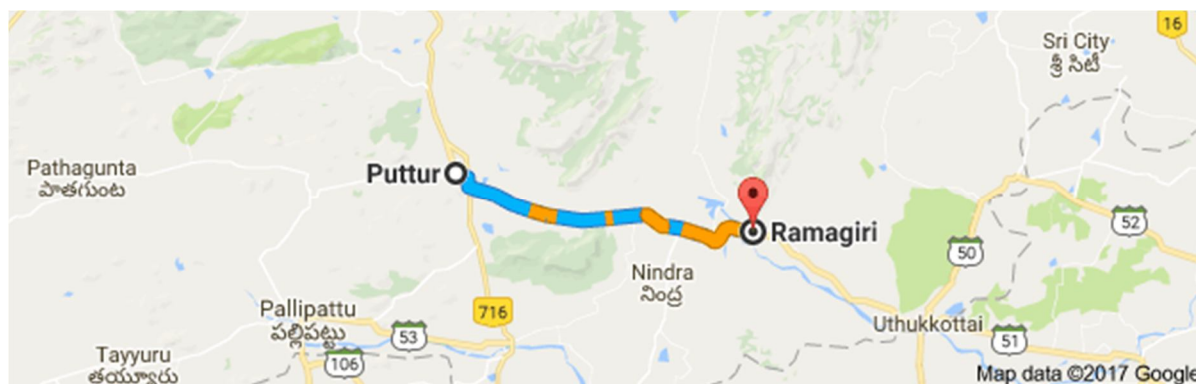 16
Sri City
శ్రీ సిటీ
Pathagunta
పాతగుంట
Puttur
Ramagiri
52
50
Nindra
నింద్ర
716
Pallipattu
పల్లిపట్టు
53
Uthukkottai
51
106
Tayyuru
తయ్యూరు
Map data ©2017 Google